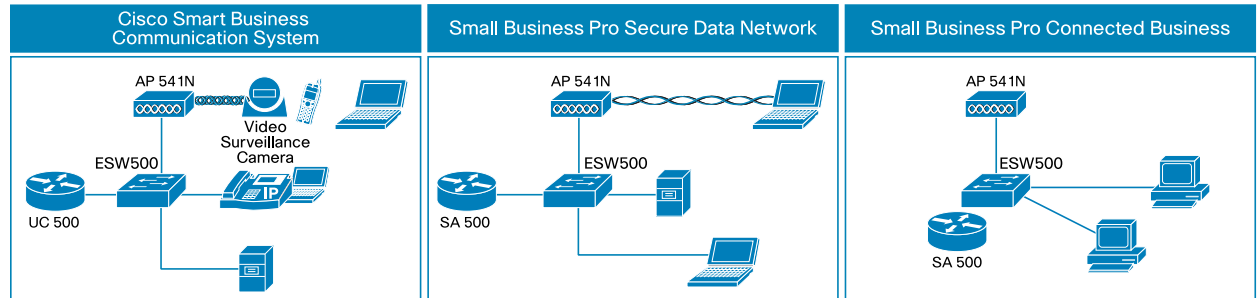 Cisco Smart Business
Communication System
AP 541N
Video
Surveillance
Camera
ESW500
IP
UC 500
Small Business Pro Secure Data Network
AP 541N
ESW500
SA 500
Small Business Pro Connected Business
AP 541N
ESW500
SA 500